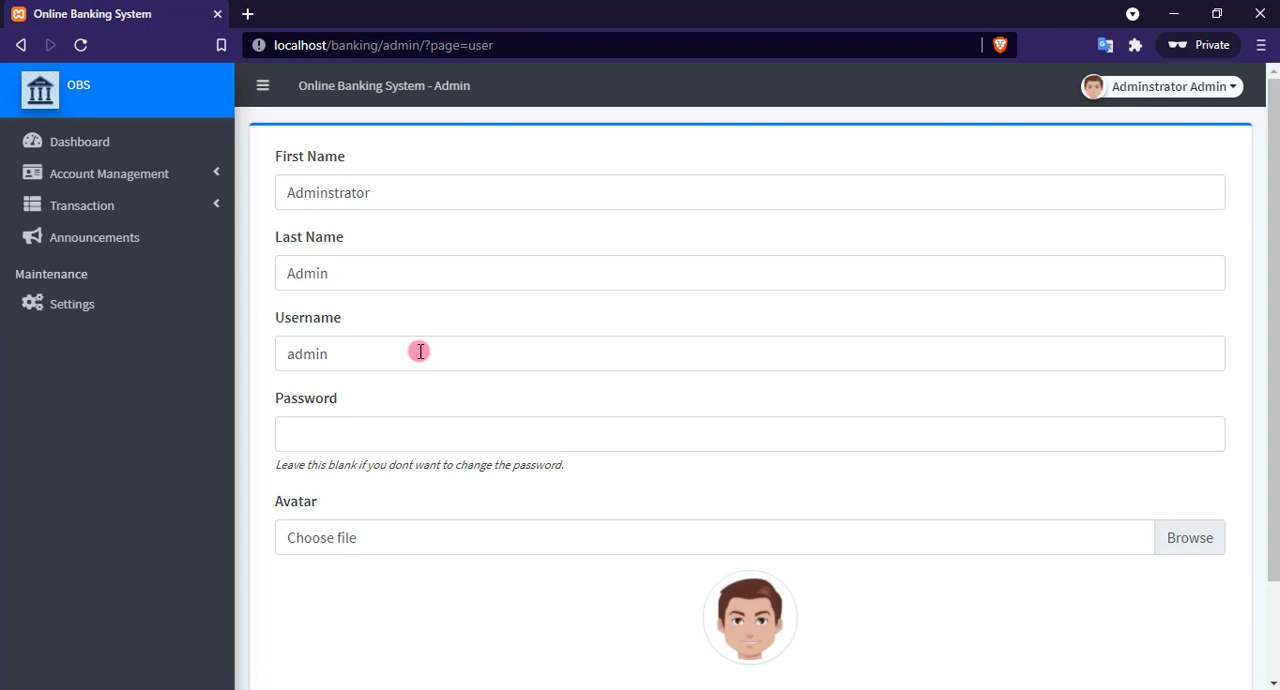 Online Banking System
localhost/banking/admin/?page=user
Private
OBS
Online Banking System - Admin
Adminstrator Admin
Dashboard
Account Management
Transaction
Announcements
Maintenance
Settings
First Name
Adminstrator
Last Name
Admin
Username
admin
Password
Leave this blank if you dont want to change the password.
Avatar
Choose file
Browse